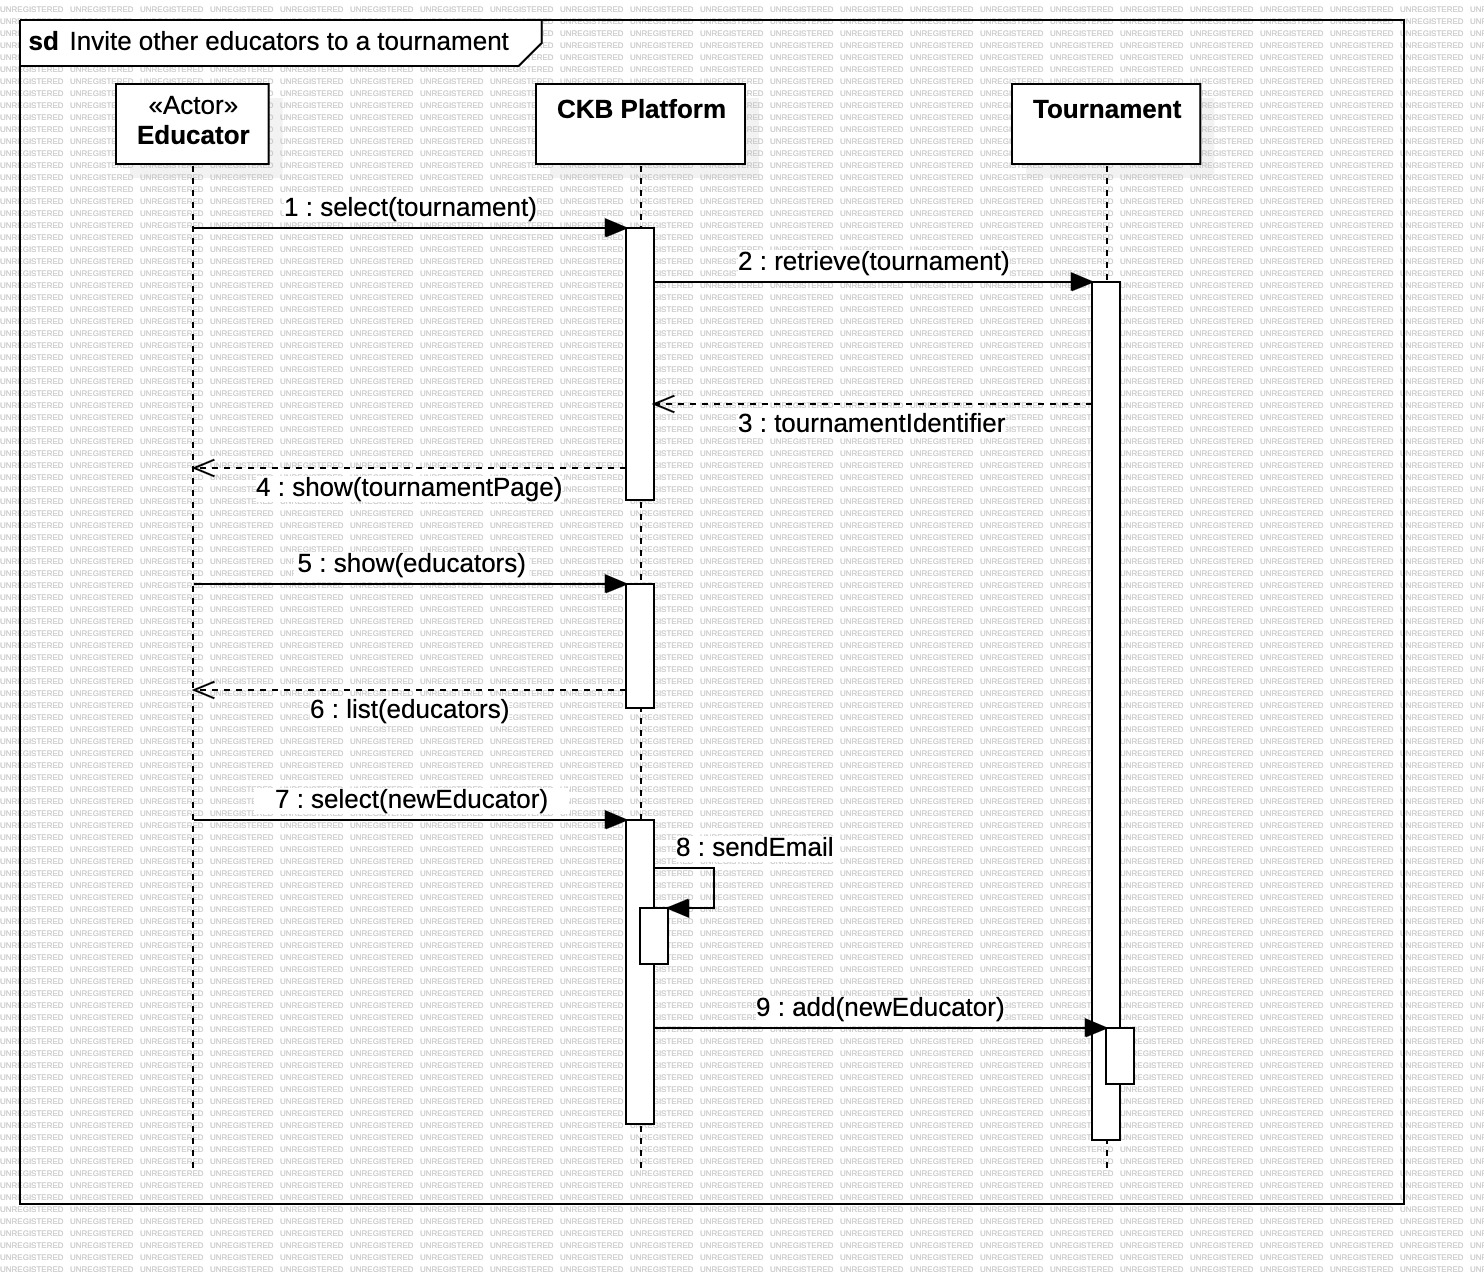 sd Invite other educators to a tournament
«Actor»
Educator
CKB Platform
Tournament
1 : select(tournament)
2 : retrieve(tournament)
3 : tournamentIdentifier
4 : show(tournamentPage)
5 : show(educators)
6 : list(educators)
7 : select(newEducator)
8 : sendEmail
9 : add(newEducator)
UNREGISTERED